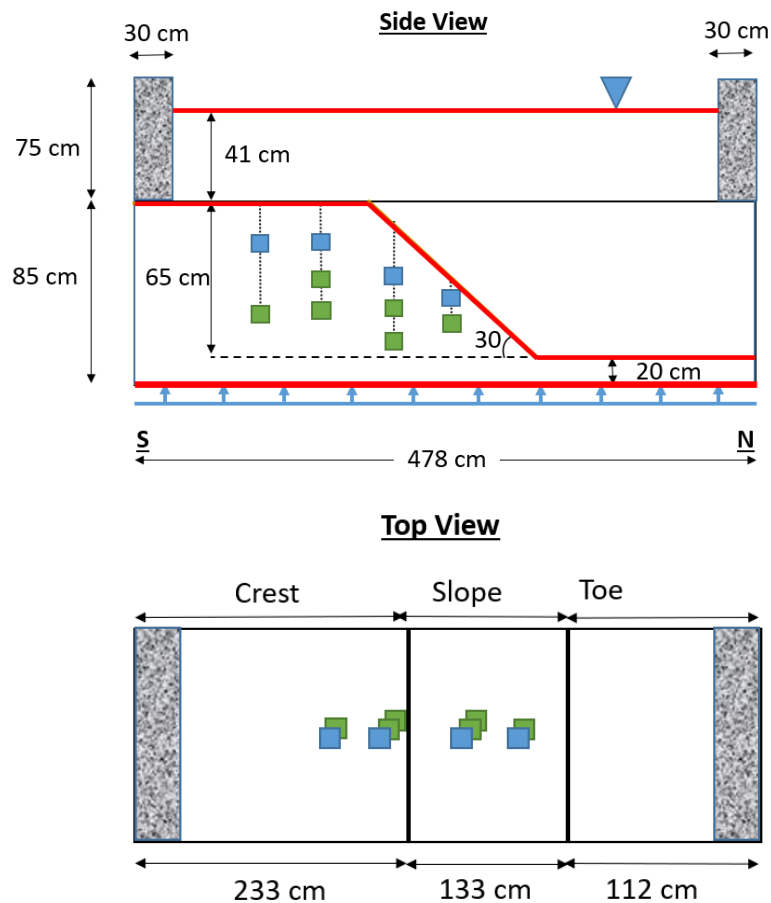 Side View
30 cm
30 cm
75 cm
41 cm
85 cm
65 cm
30
20 cm
S
N
478 cm
Top View
Crest
Slope
Toe
233 cm
133 cm
112 cm